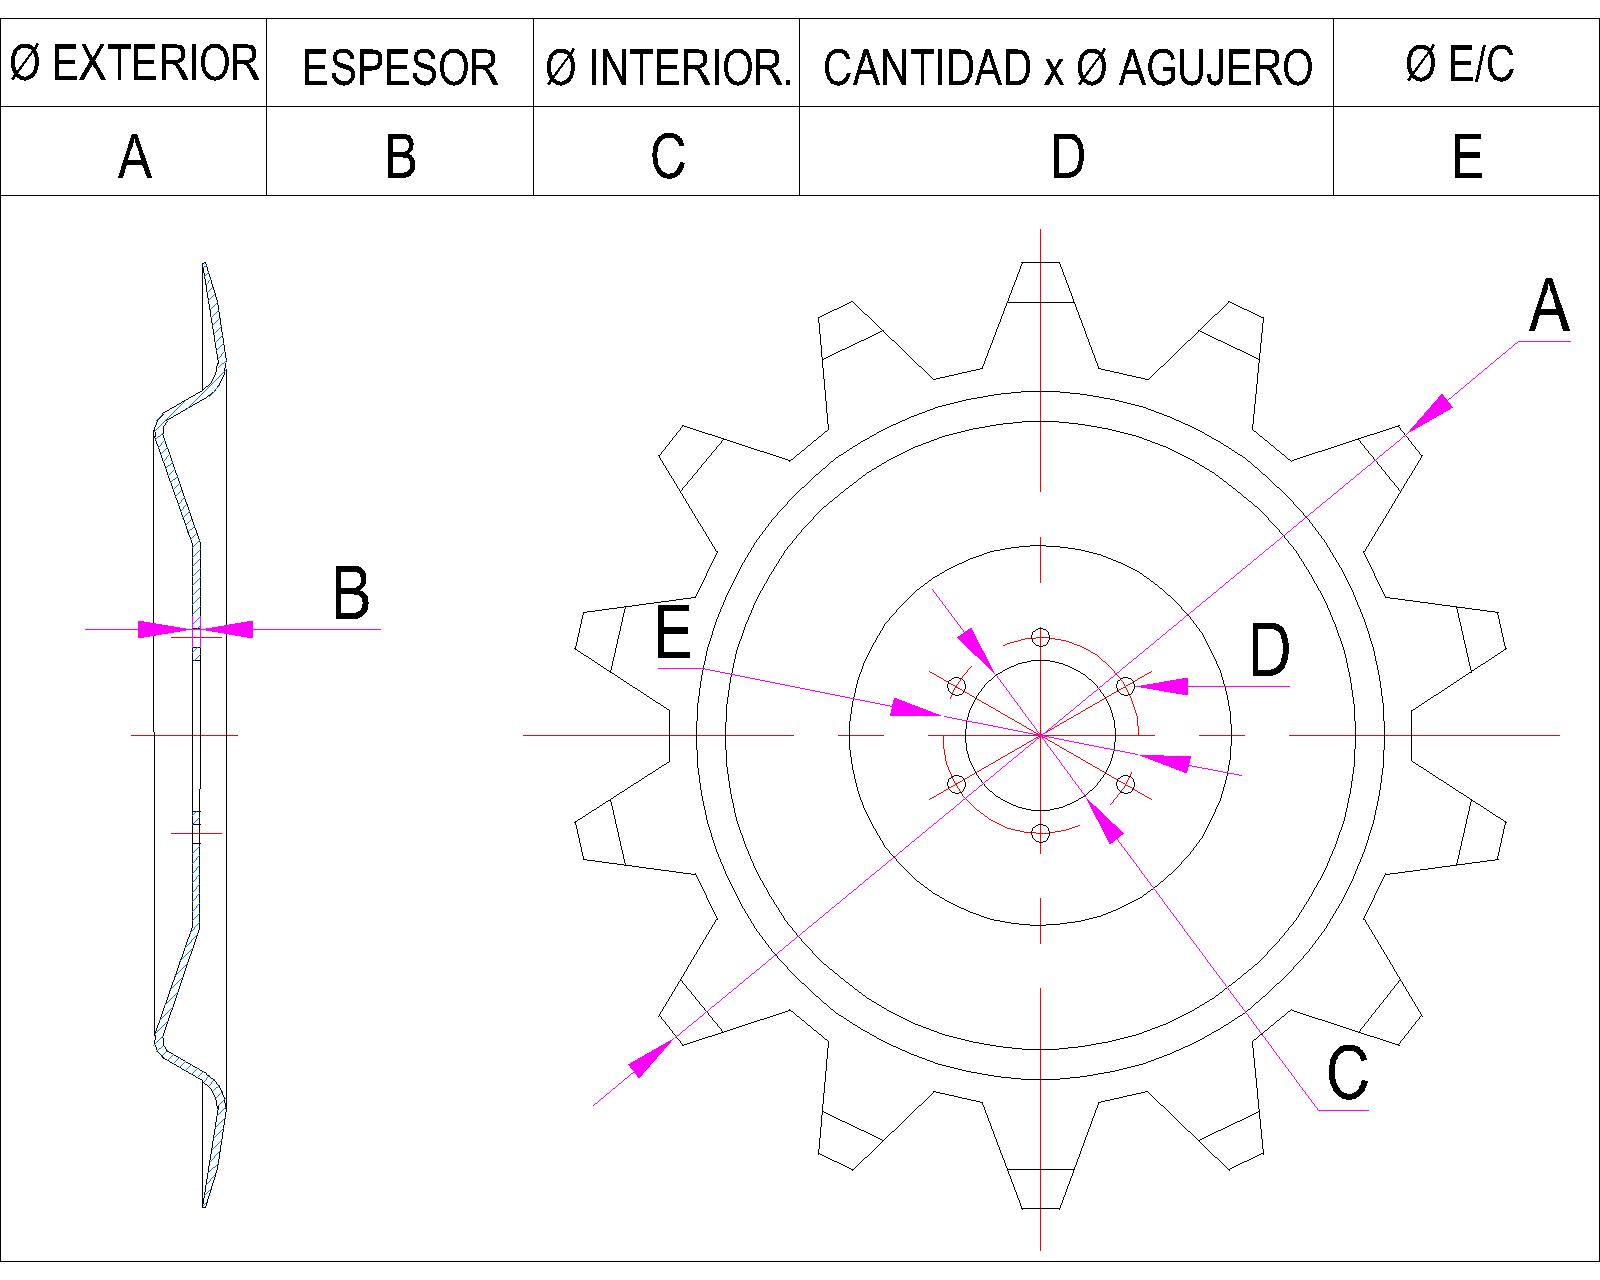 Ø EXTERIOR ESPESOR Ø INTERIOR. CANTIDAD x Ø AGUJERO Ø E/C
A B C D E
A
B
E
D
C